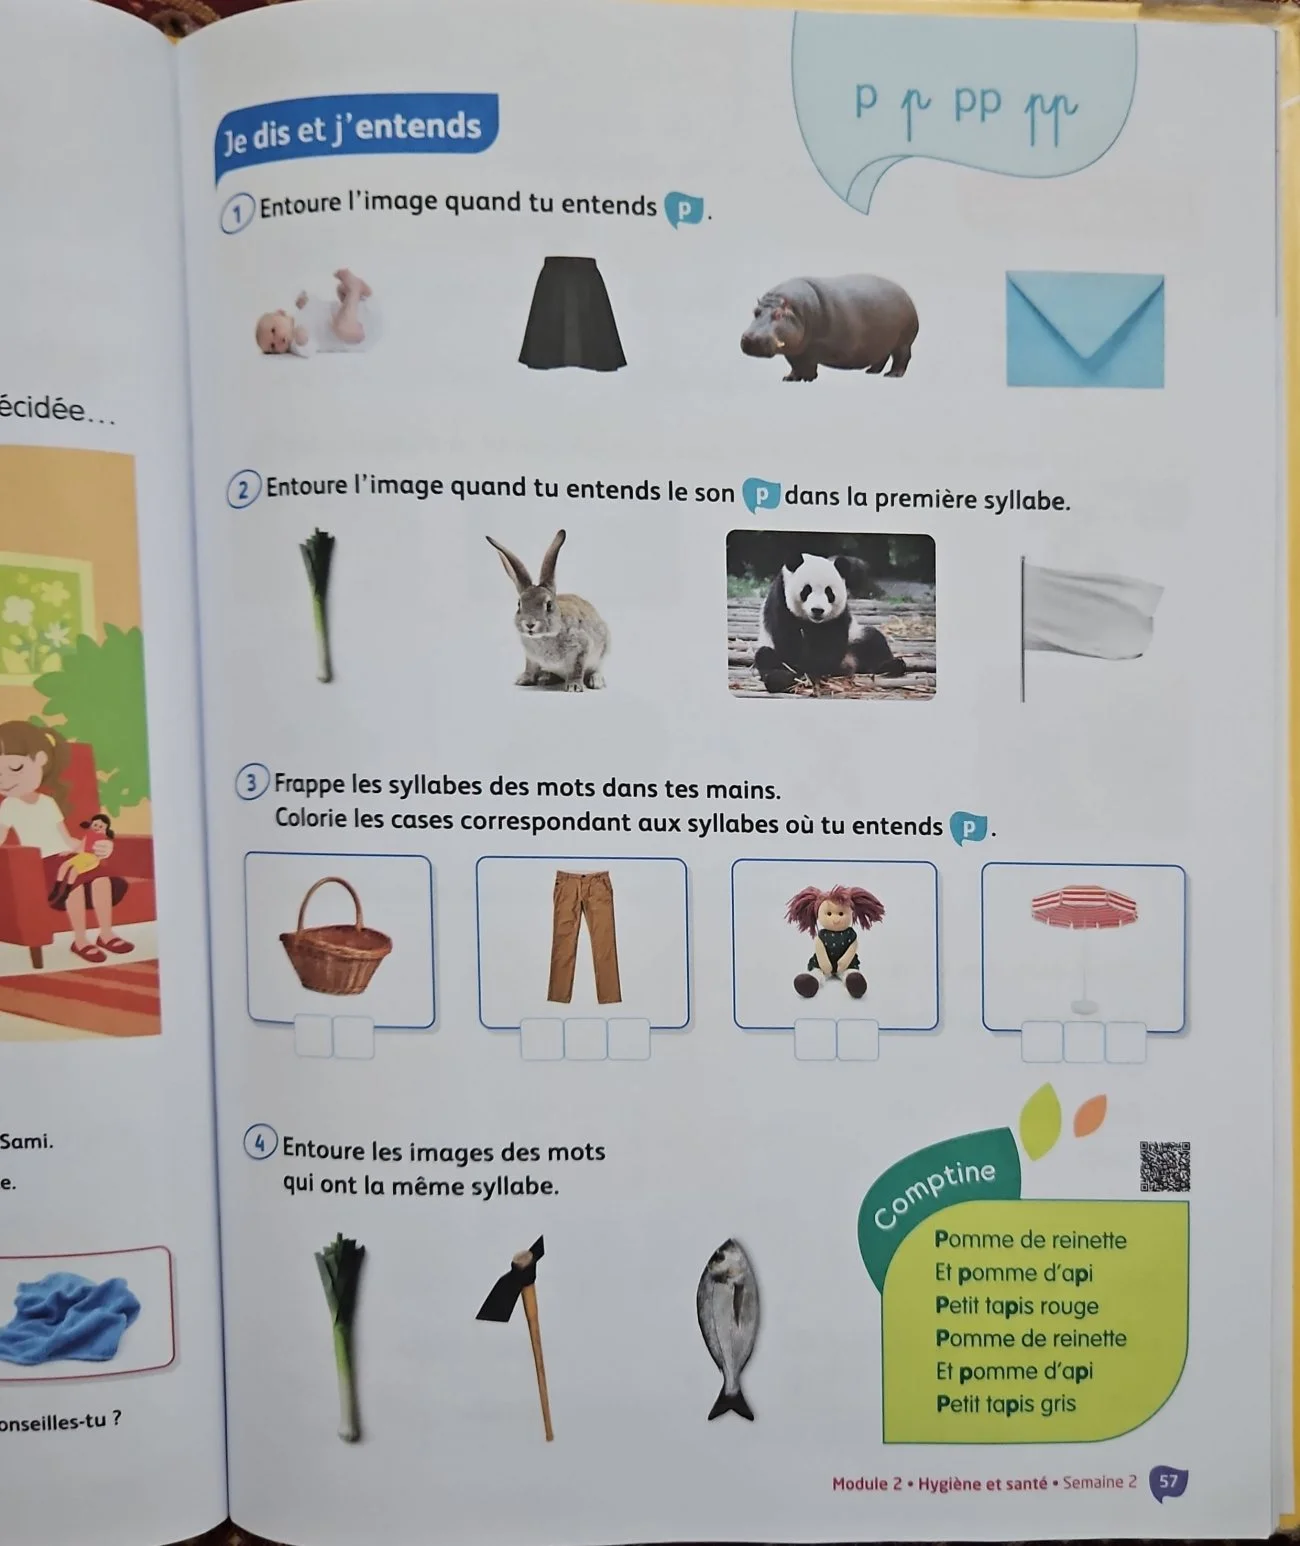 écidée...
Sami.
e.
onseilles-tu ?
p p pp pp
Je dis et j'entends
1 Entoure l'image quand tu entends p .
2 Entoure l'image quand tu entends le son p dans la première syllabe.
3 Frappe les syllabes des mots dans tes mains.
Colorie les cases correspondant aux syllabes où tu entends p .
4 Entoure les images des mots
qui ont la même syllabe.
Comptine
Pomme de reinette
Et pomme d'api
Petit tapis rouge
Pomme de reinette
Et pomme d'api
Petit tapis gris
Module 2 • Hygiène et santé • Semaine 2 57